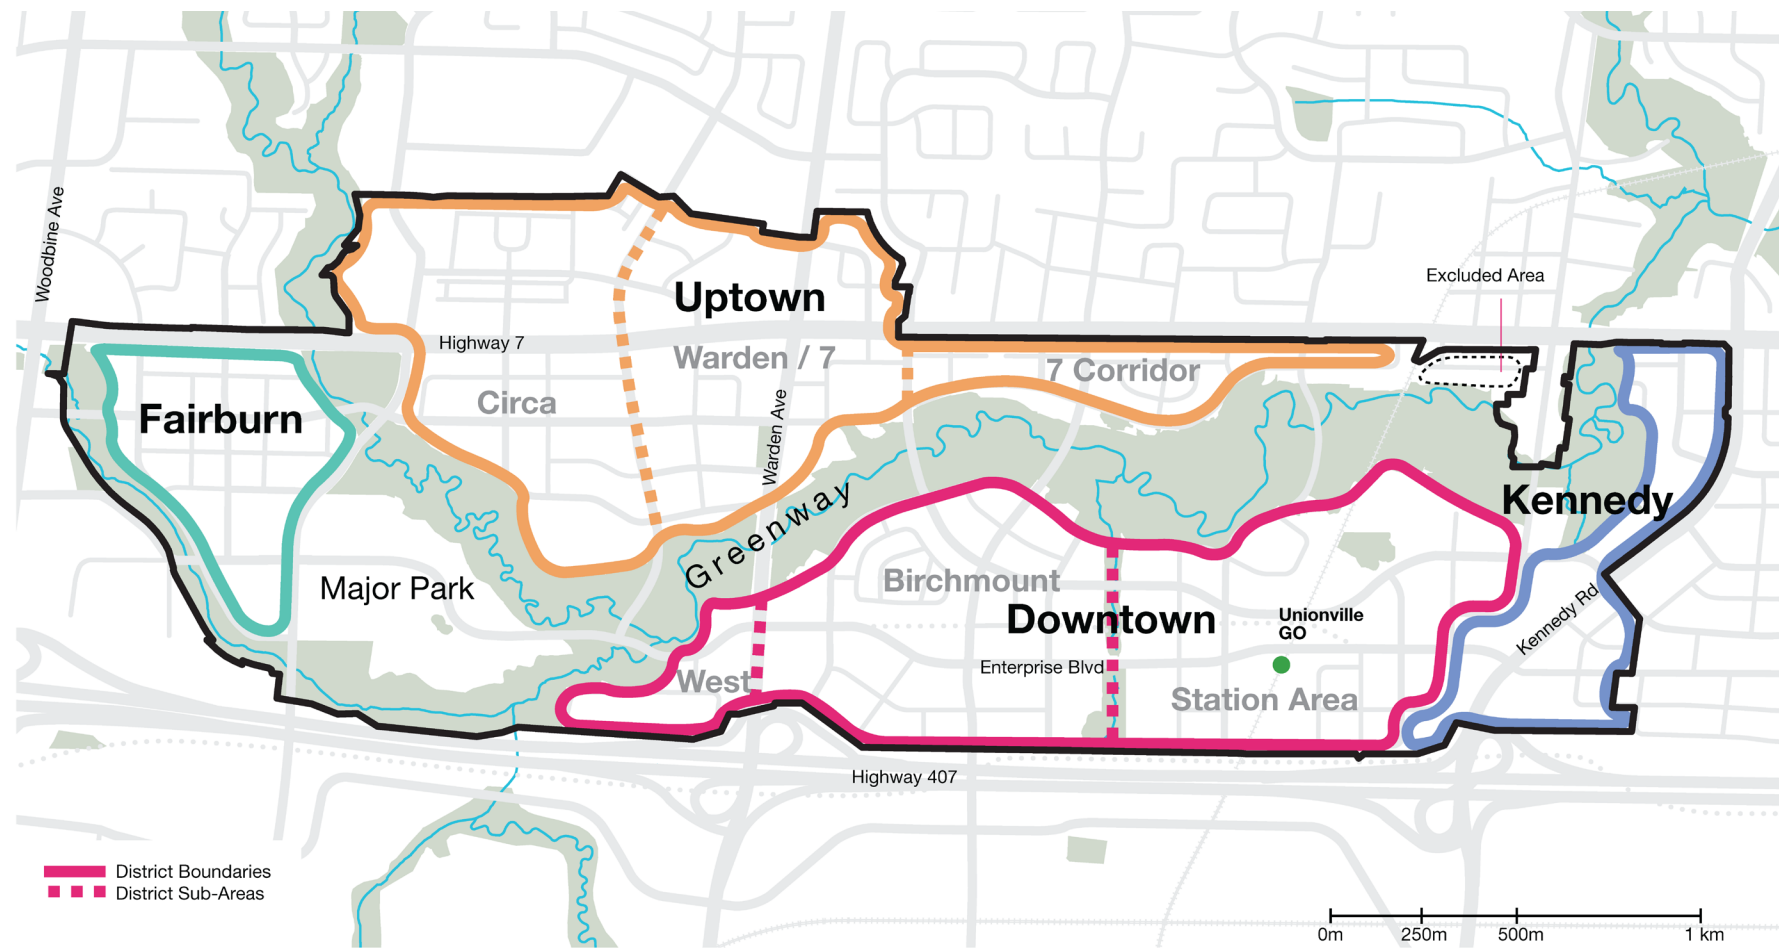 Woodbine Ave
Excluded Area
Uptown
Highway 7
Warden / 7
7 Corridor
Circa
Fairburn
Warden Ave
Kennedy
Greenway
Major Park
Birchmount
Downtown
Unionville
GO
Kennedy Rd
Enterprise Blvd
West
Station Area
Highway 407
District Boundaries
District Sub-Areas
0m 250m 500m 1 km